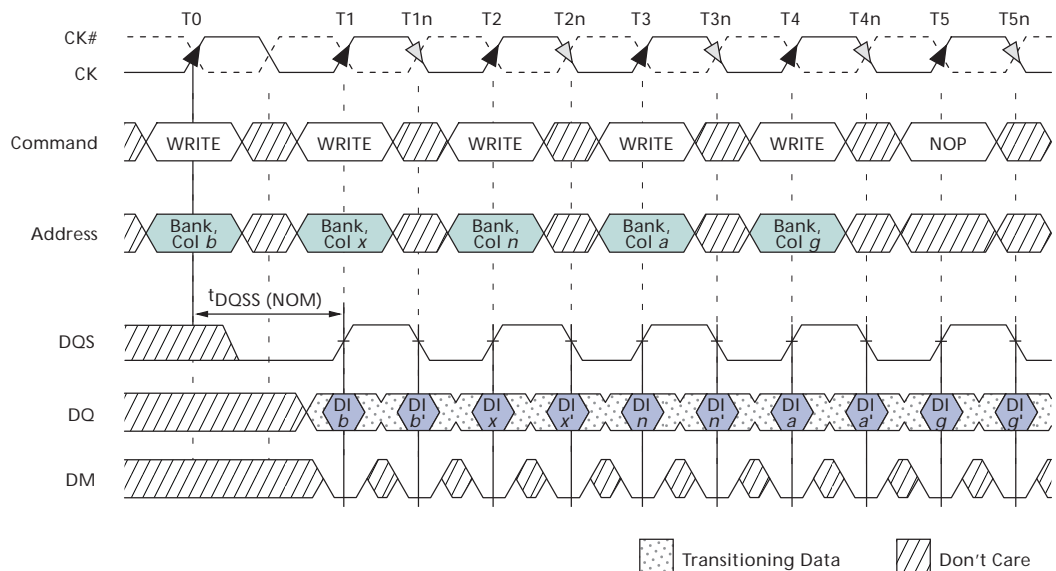 T0 T1 T1n T2 T2n T3 T3n T4 T4n T5 T5n
CK#
CK
Command WRITE WRITE WRITE WRITE WRITE NOP
Address
Bank, Col b
Bank, Col x
Bank, Col n
Bank, Col a
Bank, Col g
tDQSS (NOM)
DQS
DQ
DI b
DI b'
DI x
DI x'
DI n
DI n'
DI a
DI a'
DI g
DI g'
DM
Transitioning Data
Don't Care